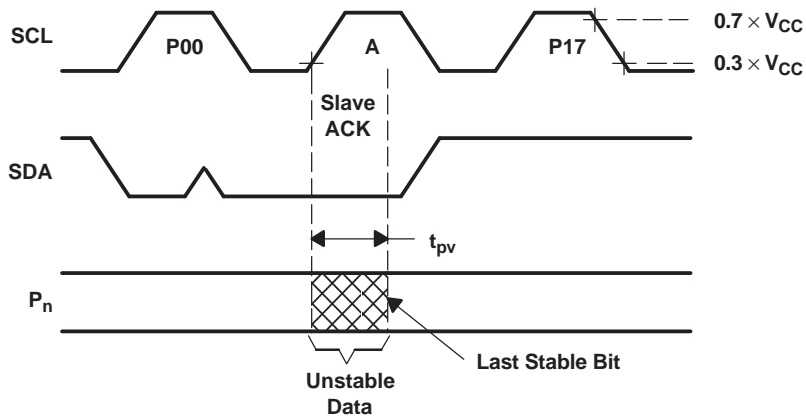 SCL
P00
A
P17
0.7 × VCC
0.3 × VCC
Slave
ACK
SDA
tpv
Pn
Last Stable Bit
Unstable
Data